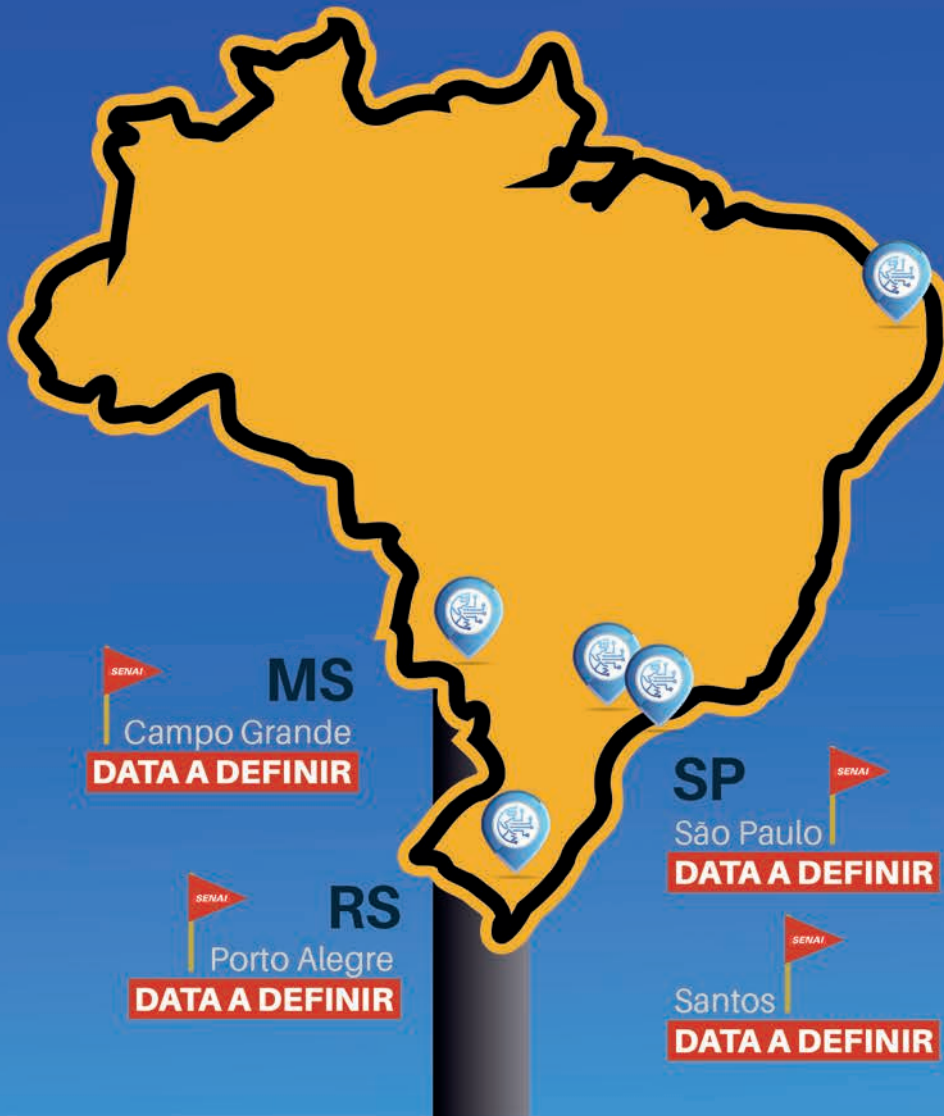 SENAI
MS
Campo Grande
DATA A DEFINIR
SENAI
SP
São Paulo
DATA A DEFINIR
SENAI
RS
Porto Alegre
DATA A DEFINIR
SENAI
Santos
DATA A DEFINIR